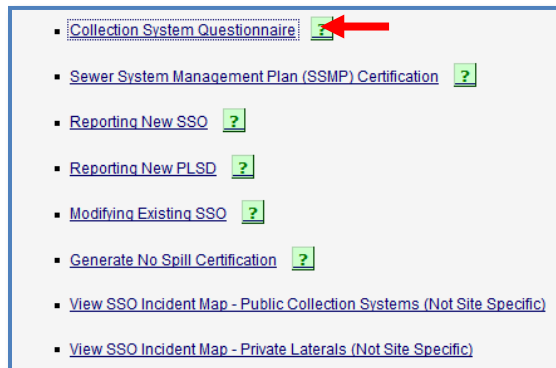 Collection System Questionnaire ?
Sewer System Management Plan (SSMP) Certification ?
Reporting New SSO ?
Reporting New PLSD ?
Modifying Existing SSO ?
Generate No Spill Certification ?
View SSO Incident Map - Public Collection Systems (Not Site Specific)
View SSO Incident Map - Private Laterals (Not Site Specific)